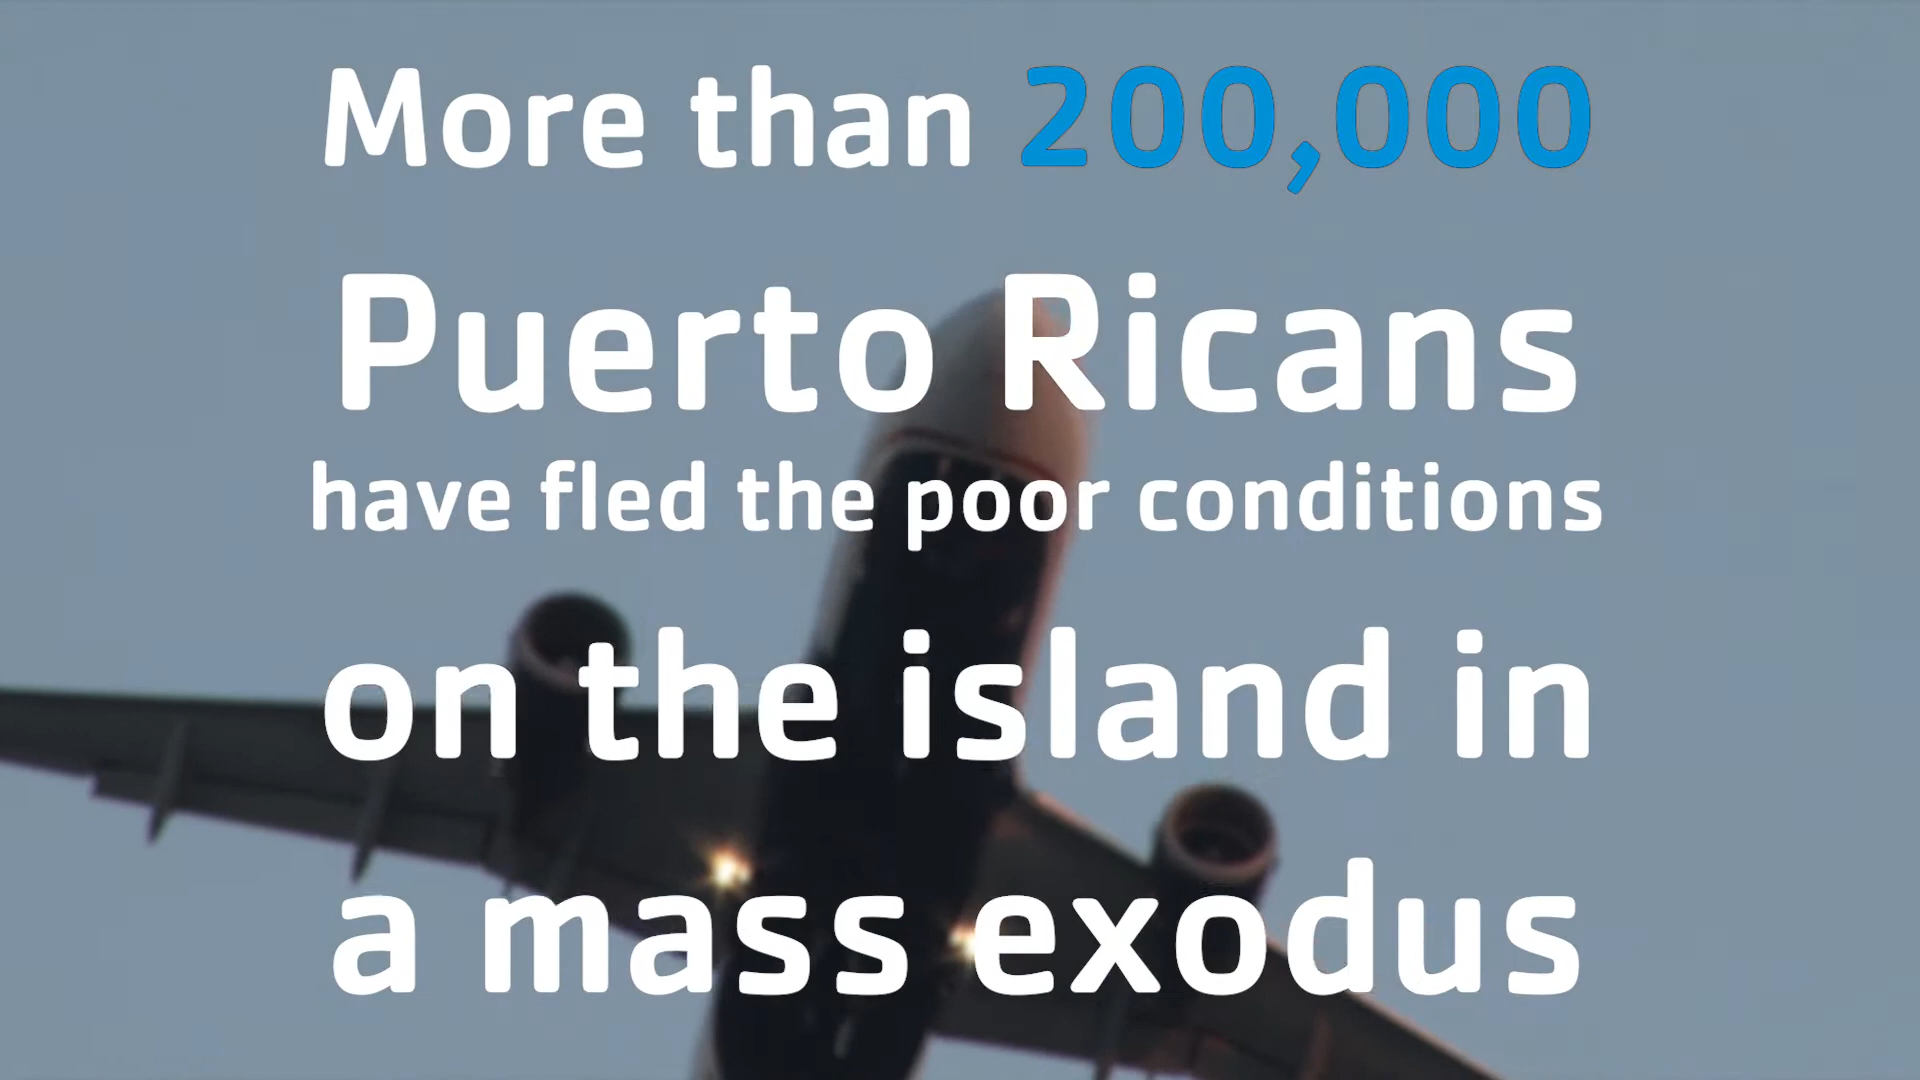 More than 200,000
Puerto Ricans
have fled the poor conditions
on the island in
a mass exodus